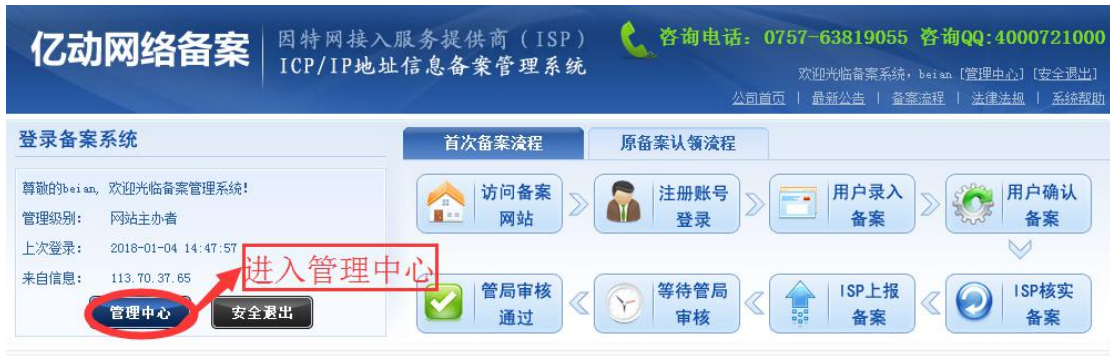 亿动网络备案
因特网接入服务提供商（ISP）
ICP/IP地址信息备案管理系统
咨询电话：0757-63819055 咨询QQ:4000721000
欢迎光临备案系统，beian [管理中心] [安全退出]
公司首页 | 最新公告 | 备案流程 | 法律法规 | 系统帮助
登录备案系统
尊敬的beian，欢迎光临备案管理系统！
管理级别： 网站主办者
上次登录： 2018-01-04 14:47:57
来自信息： 113.70.37.65
进入管理中心
管理中心 安全退出
首次备案流程 原备案认领流程
访问备案
网站
注册账号
登录
用户录入
备案
用户确认
备案
管局审核
通过
等待管局
审核
ISP上报
备案
ISP核实
备案